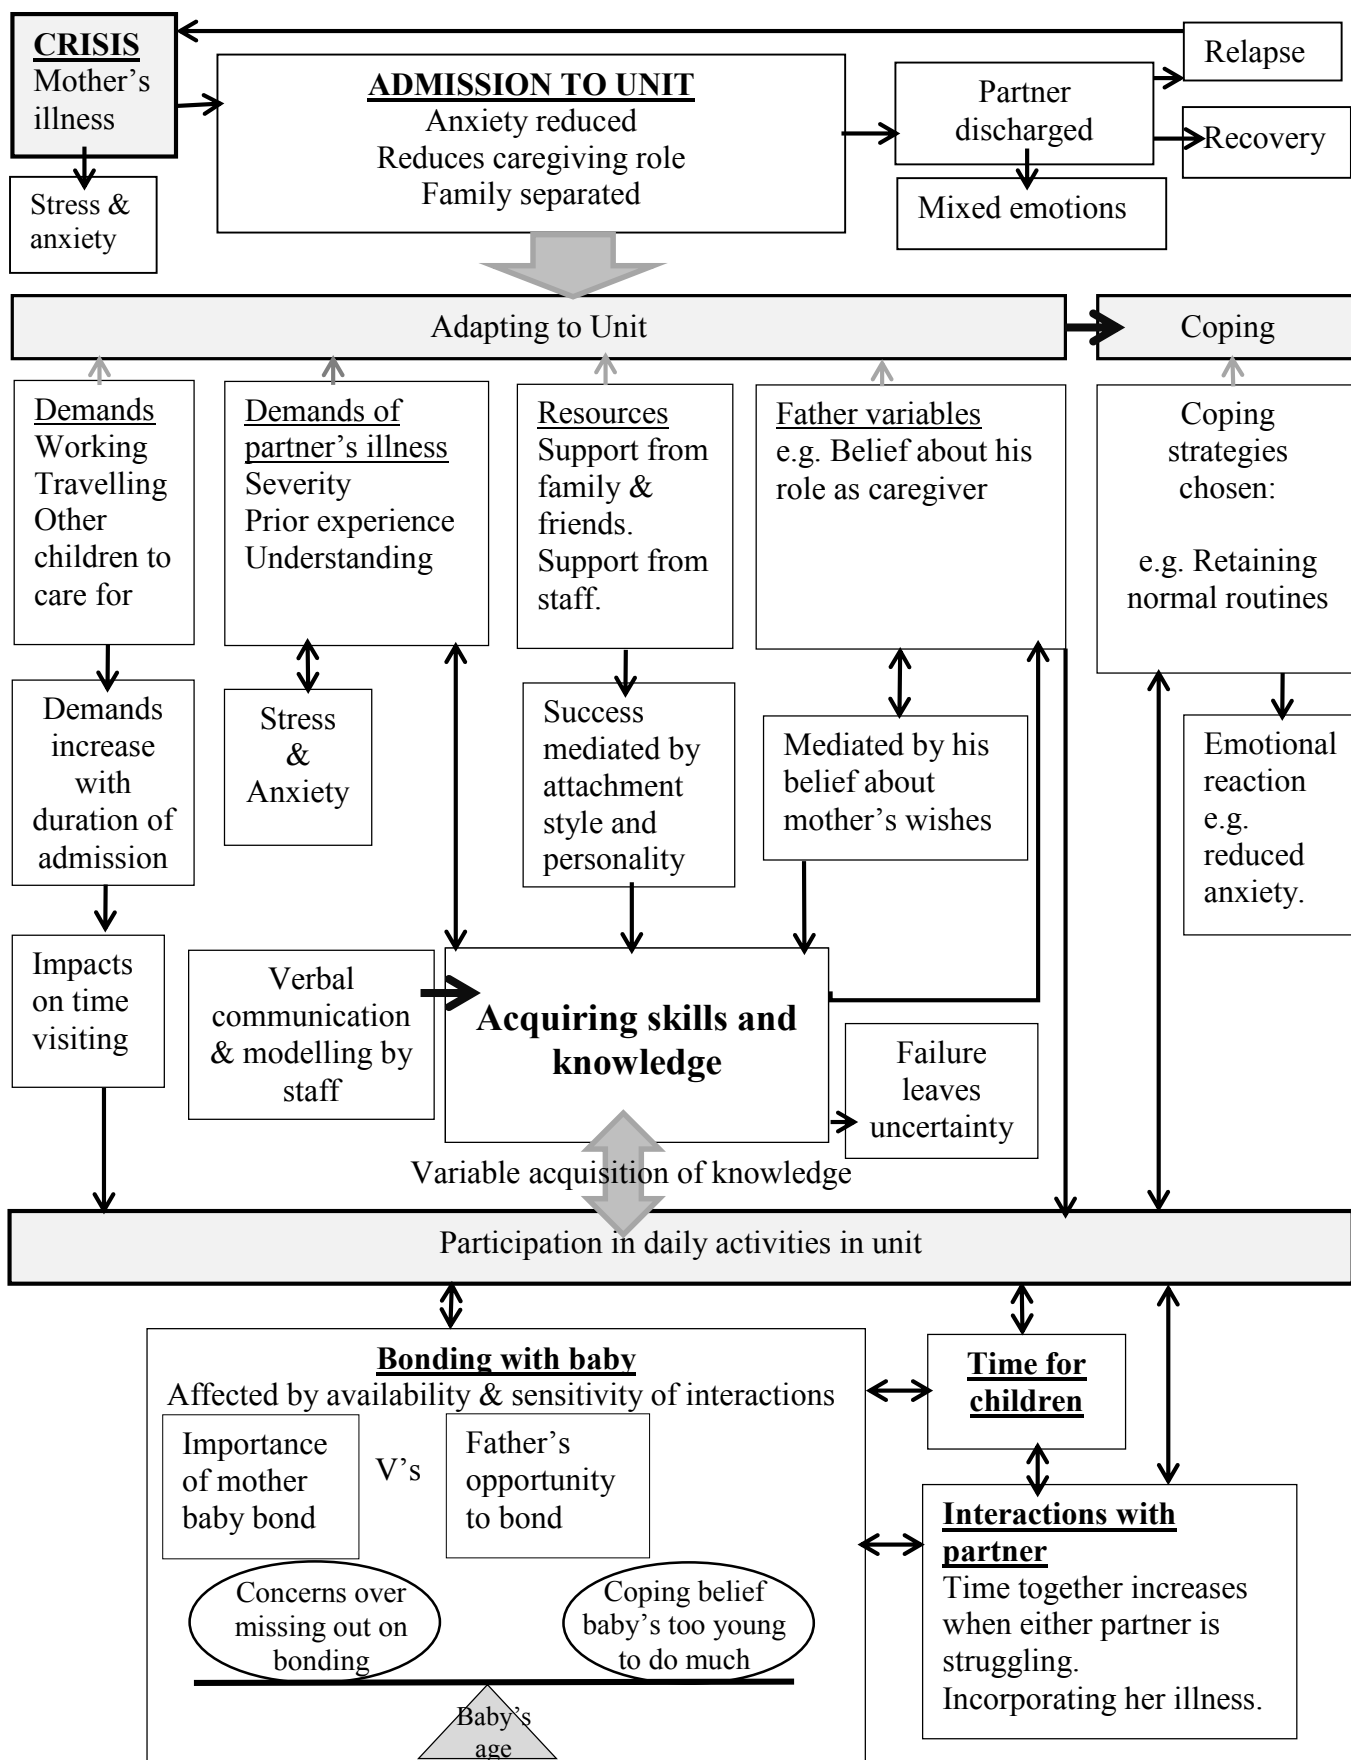 CRISIS
Mother’s
illness
Stress &
anxiety
ADMISSION TO UNIT
Anxiety reduced
Reduces caregiving role
Family separated
Partner
discharged
Relapse
Recovery
Mixed emotions
Adapting to Unit
Coping
Demands
Working
Travelling
Other
children to
care for
Demands of
partner’s illness
Severity
Prior experience
Understanding
Resources
Support from
family &
friends.
Support from
staff.
Father variables
e.g. Belief about his
role as caregiver
Coping
strategies
chosen:
e.g. Retaining
normal routines
Demands
increase
with
duration of
admission
Stress
&
Anxiety
Success
mediated by
attachment
style and
personality
Mediated by his
belief about
mother’s wishes
Emotional
reaction
e.g.
reduced
anxiety.
Impacts
on time
visiting
Verbal
communication
& modelling by
staff
Acquiring skills and
knowledge
Failure
leaves
uncertainty
Variable acquisition of knowledge
Participation in daily activities in unit
Bonding with baby
Affected by availability & sensitivity of interactions
Importance
of mother
baby bond
V’s
Father’s
opportunity
to bond
Concerns over
missing out on
bonding
Coping belief
baby’s too young
to do much
Baby’s
age
Time for
children
Interactions with
partner
Time together increases
when either partner is
struggling.
Incorporating her illness.